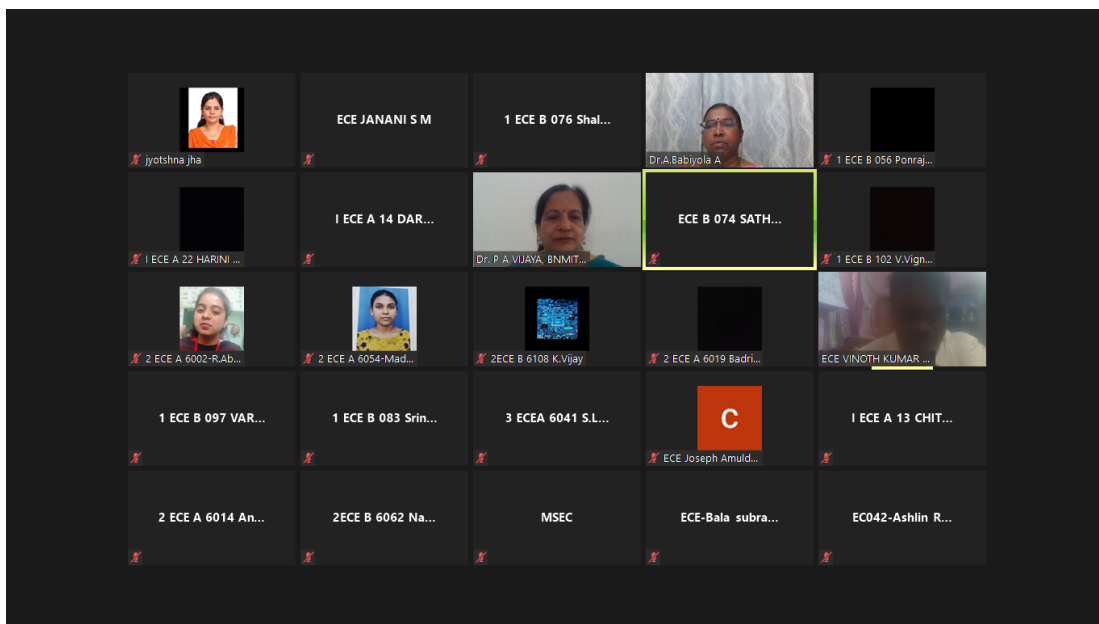 jyotshna jha
ECE JANANI S M
1 ECE B 076 Shal...
Dr.A.Babiyola A
1 ECE B 056 Ponraj...
I ECE A 22 HARINI ...
I ECE A 14 DAR...
Dr. P A VIJAYA, BNMIT...
ECE B 074 SATH...
1 ECE B 102 V.Vign...
2 ECE A 6002-R.Ab...
2 ECE A 6054-Mad...
2ECE B 6108 K.Vijay
2 ECE A 6019 Badri...
ECE VINOTH KUMAR ...
1 ECE B 097 VAR...
1 ECE B 083 Srin...
3 ECEA 6041 S.L...
C
ECE Joseph Amuld...
I ECE A 13 CHIT...
2 ECE A 6014 An...
2ECE B 6062 Na...
MSEC
ECE-Bala subra...
EC042-Ashlin R...